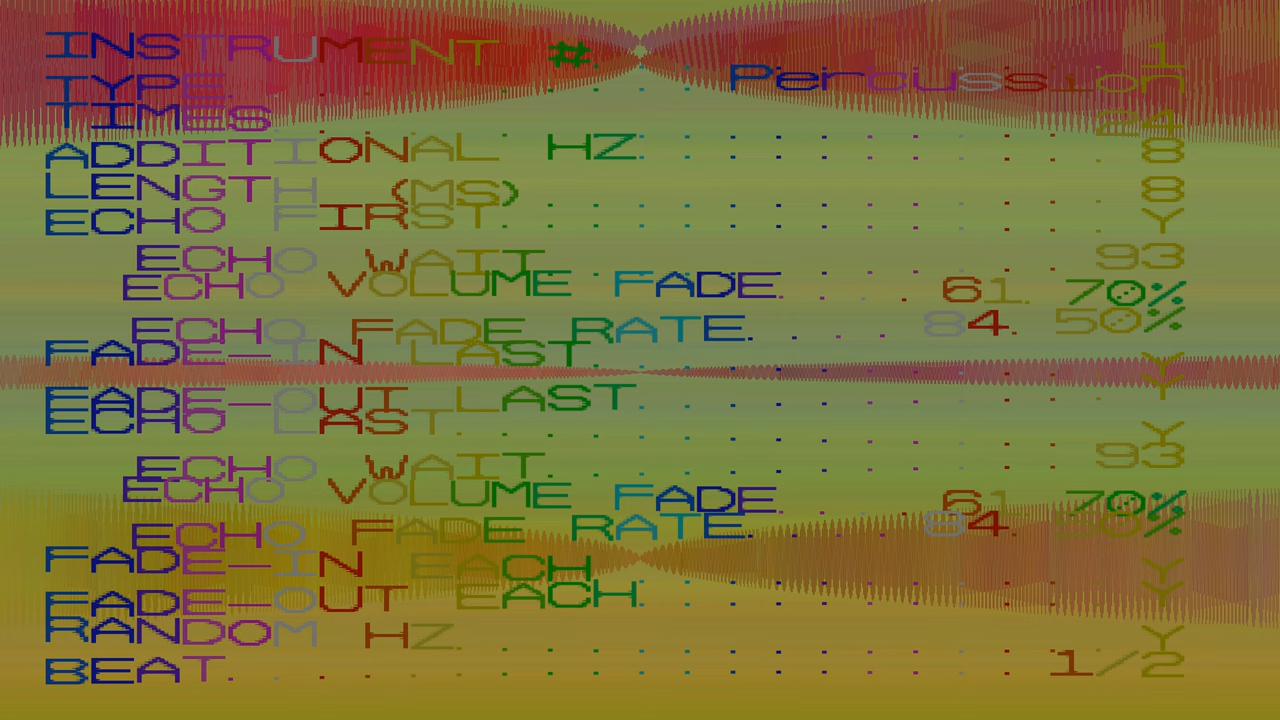 INSTRUMENT #. . . 1
TYPE. . . . . . . . . . . Percussion
TIMES . . . . . . . . . . . . . . . . . . 24
ADDITIONAL HZ. . . . . . . . . . . 8
LENGTH (MS) . . . . . . . . . . . . . 8
ECHO FIRST. . . . . . . . . . . . . . . Y
ECHO WAIT. . . . . . . . . . . . . 93
ECHO VOLUME FADE. . . . 61. 70%
ECHO FADE RATE. . . . 84. 50%
FADE-IN LAST. . . . . . . . . . . . . Y
FADE-OUT LAST. . . . . . . . . . . . Y
ECHO LAST. . . . . . . . . . . . . . . . Y
ECHO WAIT. . . . . . . . . . . . . 93
ECHO VOLUME FADE. . . . 61 70%
ECHO FADE RATE. . . . 84. 50%
FADE-IN EACH . . . . . . . . . . . . . Y
FADE-OUT EACH. . . . . . . . . . . . Y
RANDOM HZ. . . . . . . . . . . . . . . . Y
BEAT. . . . . . . . . . . . . . . . . . . 1/2